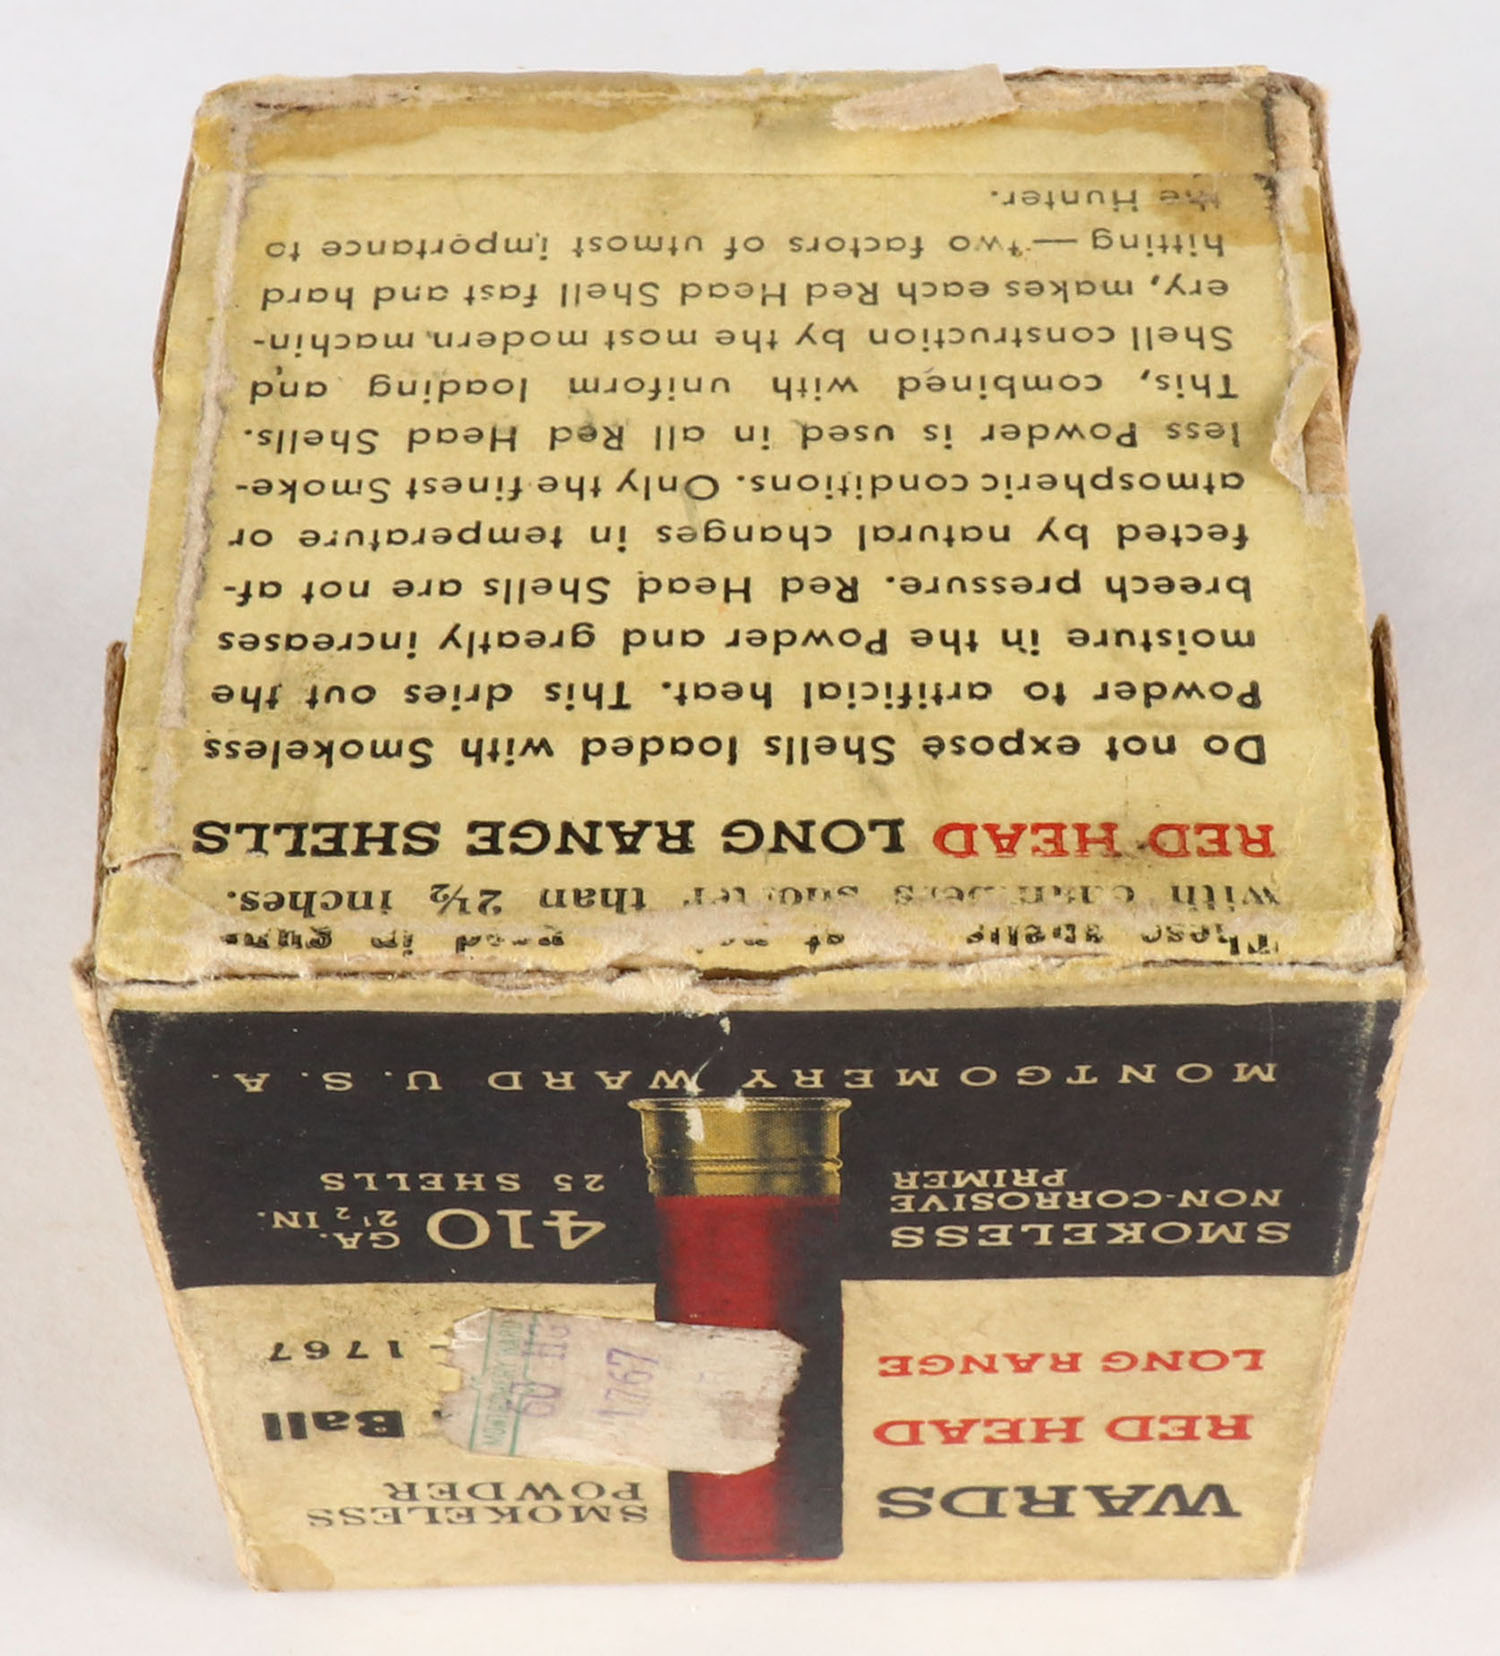 WARDS
RED HEAD
LONG RANGE
SMOKELESS
POWDER
Ball
1767
MONTGOMERY WARD
1767
SMOKELESS
NON-CORROSIVE
PRIMER
410 GA.
2½ IN.
25 SHELLS
MONTGOMERY WARD U.S.A.
These shells not in guns
with chambers shorter than 2½ inches.
RED HEAD LONG RANGE SHELLS
Do not expose Shells loaded with Smokeless
Powder to artificial heat. This dries out the
moisture in the Powder and greatly increases
breech pressure. Red Head Shells are not af-
fected by natural changes in temperature or
atmospheric conditions. Only the finest Smoke-
less Powder is used in all Red Head Shells.
This, combined with uniform loading and
Shell construction by the most modern machin-
ery, makes each Red Head Shell fast and hard
hitting—two factors of utmost importance to
the Hunter.